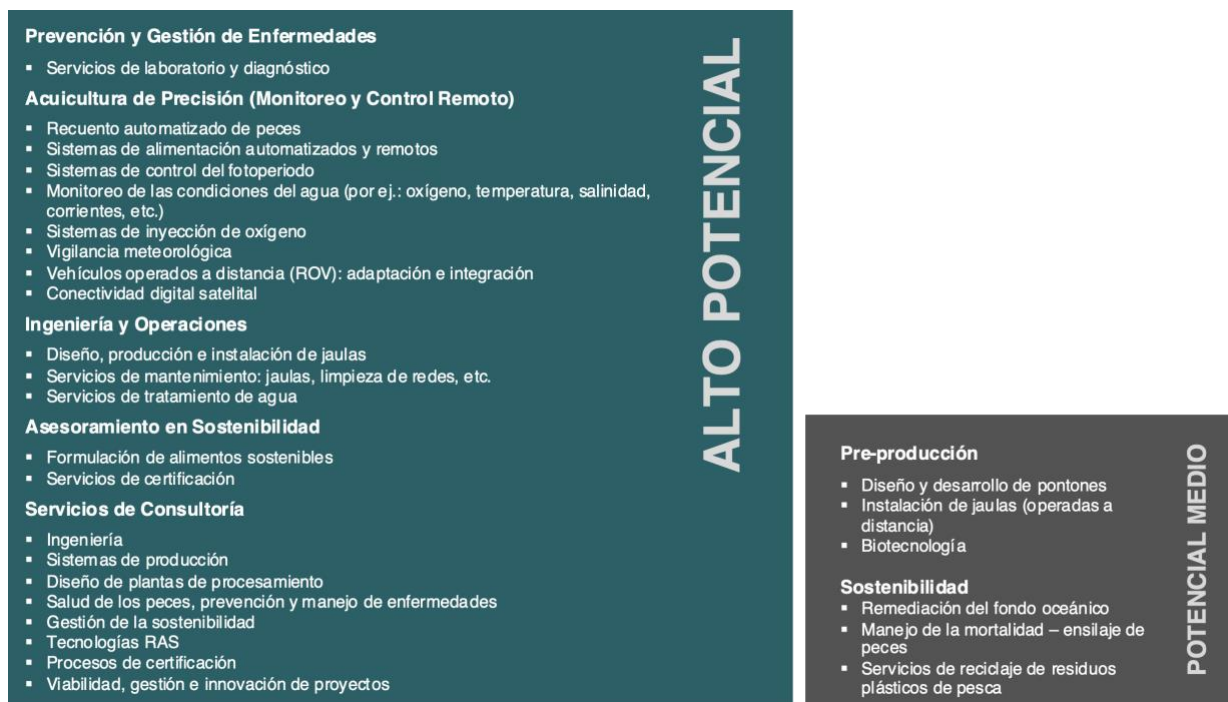 Prevención y Gestión de Enfermedades
▪ Servicios de laboratorio y diagnóstico
Acuicultura de Precisión (Monitoreo y Control Remoto)
▪ Recuento automatizado de peces
▪ Sistemas de alimentación automatizados y remotos
▪ Sistemas de control del fotoperiodo
▪ Monitoreo de las condiciones del agua (por ej.: oxígeno, temperatura, salinidad,
corrientes, etc.)
▪ Sistemas de inyección de oxígeno
▪ Vigilancia meteorológica
▪ Vehículos operados a distancia (ROV): adaptación e integración
▪ Conectividad digital satelital
Ingeniería y Operaciones
▪ Diseño, producción e instalación de jaulas
▪ Servicios de mantenimiento: jaulas, limpieza de redes, etc.
▪ Servicios de tratamiento de agua
Asesoramiento en Sostenibilidad
▪ Formulación de alimentos sostenibles
▪ Servicios de certificación
Servicios de Consultoría
▪ Ingeniería
▪ Sistemas de producción
▪ Diseño de plantas de procesamiento
▪ Salud de los peces, prevención y manejo de enfermedades
▪ Gestión de la sostenibilidad
▪ Tecnologías RAS
▪ Procesos de certificación
▪ Viabilidad, gestión e innovación de proyectos
ALTO POTENCIAL
Pre-producción
▪ Diseño y desarrollo de pontones
▪ Instalación de jaulas (operadas a
distancia)
▪ Biotecnología
Sostenibilidad
▪ Remediación del fondo oceánico
▪ Manejo de la mortalidad – ensilaje de
peces
▪ Servicios de reciclaje de residuos
plásticos de pesca
POTENCIAL MEDIO